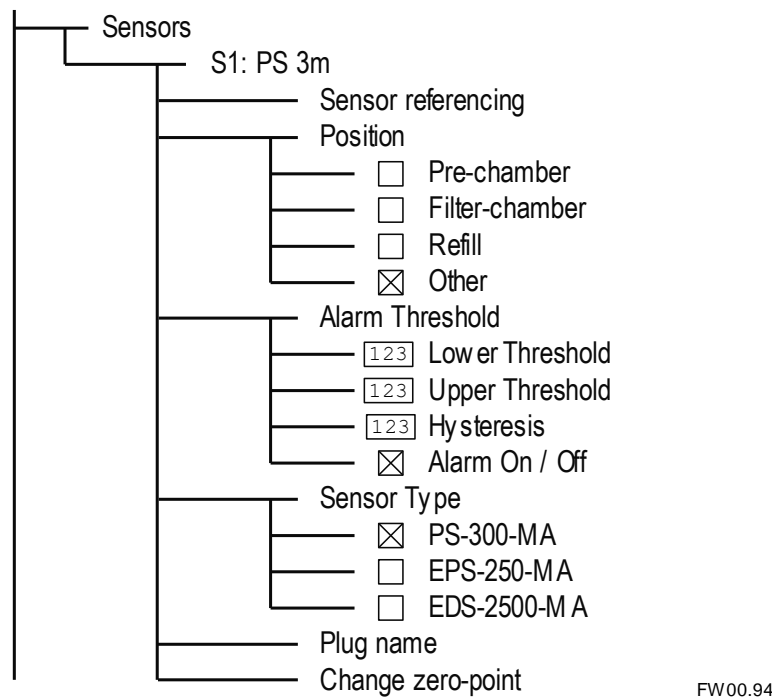 Sensors
S1: PS 3m
Sensor referencing
Position
Pre-chamber
Filter-chamber
Refill
Other
Alarm Threshold
123 Lower Threshold
123 Upper Threshold
123 Hysteresis
Alarm On / Off
Sensor Type
PS-300-MA
EPS-250-MA
EDS-2500-MA
Plug name
Change zero-point
FW00.94